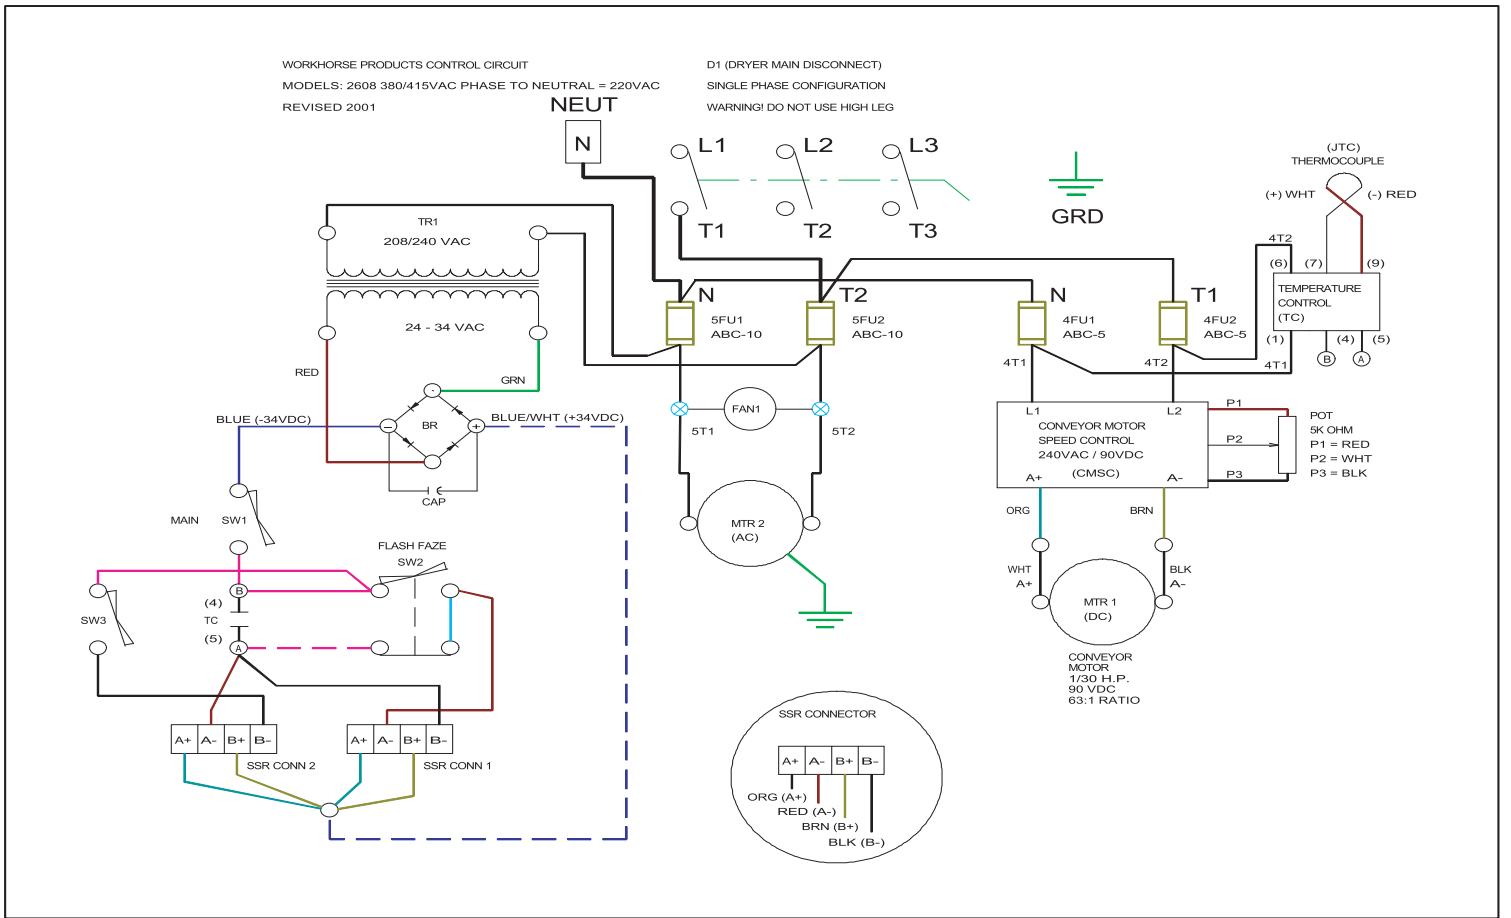 WORKHORSE PRODUCTS CONTROL CIRCUIT
MODELS: 2608 380/415VAC PHASE TO NEUTRAL = 220VAC
REVISED 2001
D1 (DRYER MAIN DISCONNECT)
SINGLE PHASE CONFIGURATION
WARNING! DO NOT USE HIGH LEG
NEUT
N
L1
L2
L3
T1
T2
T3
GRD
(JTC)
THERMOCOUPLE
(+) WHT
(-) RED
4T2
(6)
(7)
(9)
TEMPERATURE
CONTROL
(TC)
(1)
(4)
(5)
4T1
B
A
TR1
208/240 VAC
24 - 34 VAC
RED
GRN
N
5FU1
ABC-10
T2
5FU2
ABC-10
N
4FU1
ABC-5
T1
4FU2
ABC-5
4T1
4T2
BLUE (-34VDC)
BLUE/WHT (+34VDC)
-
−
BR
+
~
CAP
FAN1
5T1
5T2
MTR 2
(AC)
L1
L2
CONVEYOR MOTOR
SPEED CONTROL
240VAC / 90VDC
(CMSC)
A+
A-
P1
P2
P3
POT
5K OHM
P1 = RED
P2 = WHT
P3 = BLK
ORG
BRN
WHT
A+
BLK
A-
MTR 1
(DC)
CONVEYOR
MOTOR
1/30 H.P.
90 VDC
63:1 RATIO
MAIN
SW1
FLASH FAZE
SW2
SW3
B
(4)
TC
(5)
A
A+
A-
B+
B-
SSR CONN 2
A+
A-
B+
B-
SSR CONN 1
SSR CONNECTOR
A+
A-
B+
B-
ORG (A+)
RED (A-)
BRN (B+)
BLK (B-)